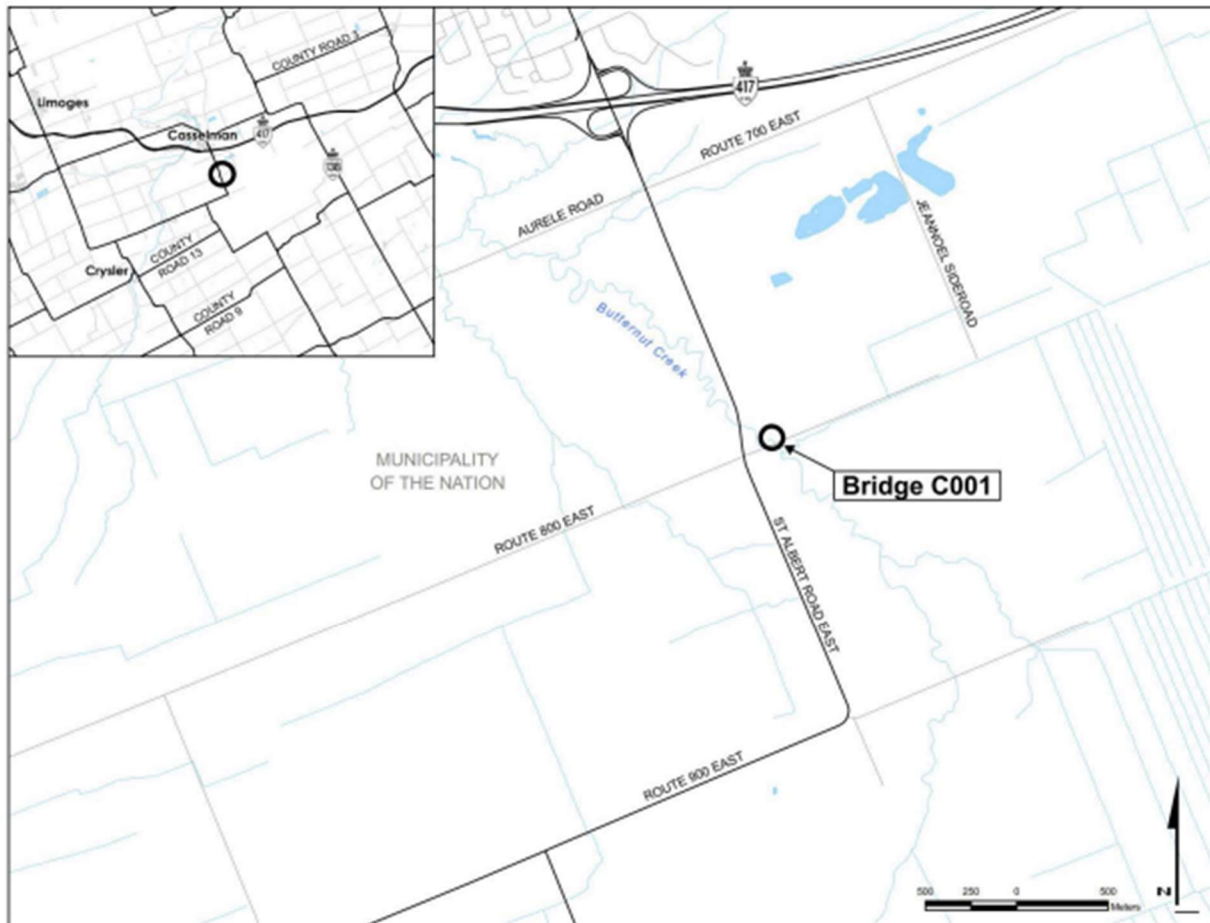 COUNTY ROAD 3
Limoges
Casselman
417
138
COUNTY
ROAD 13
Crysler
COUNTY
ROAD 9
417
ROUTE 700 EAST
AURELE ROAD
JEANNOEL SIDEROAD
Butternut Creek
MUNICIPALITY
OF THE NATION
Bridge C001
ROUTE 800 EAST
ST ALBERT ROAD EAST
ROUTE 900 EAST
500 250 0 500
Meters
N